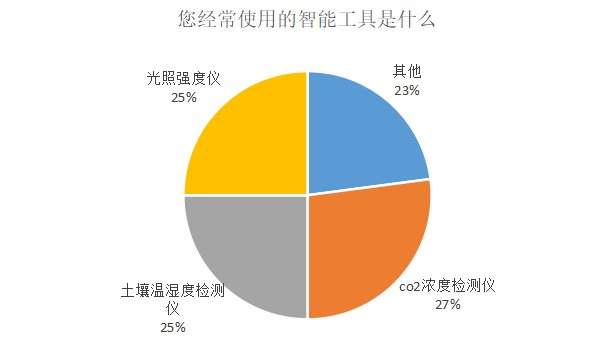 您经常使用的智能工具是什么
光照强度仪
25%
其他
23%
土壤温湿度检测
仪
25%
co2浓度检测仪
27%